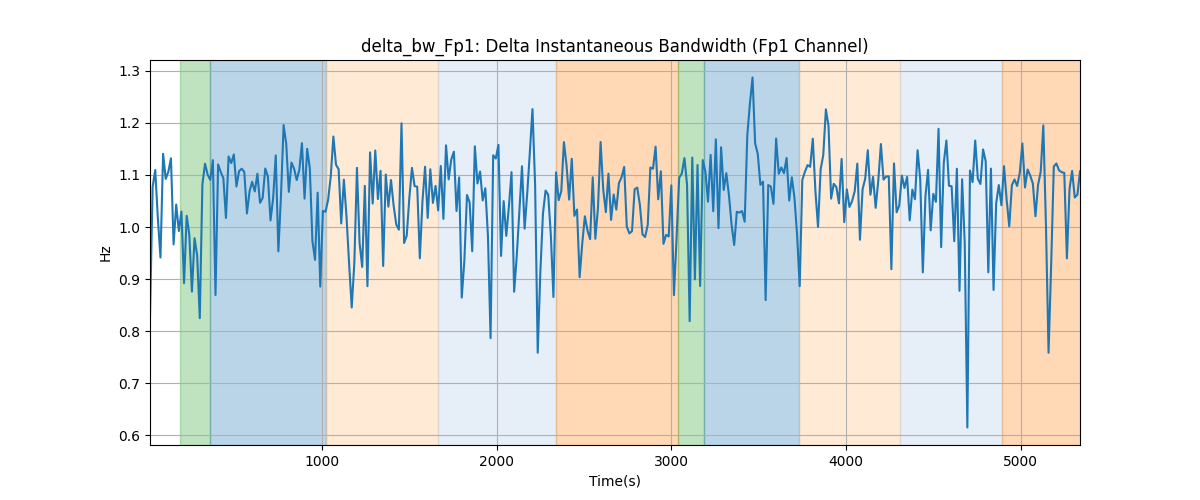 delta_bw_Fp1: Delta Instantaneous Bandwidth (Fp1 Channel)
1.3
1.2
1.1
1.0
0.9
0.8
0.7
0.6
Hz
1000 2000 3000 4000 5000
Time(s)